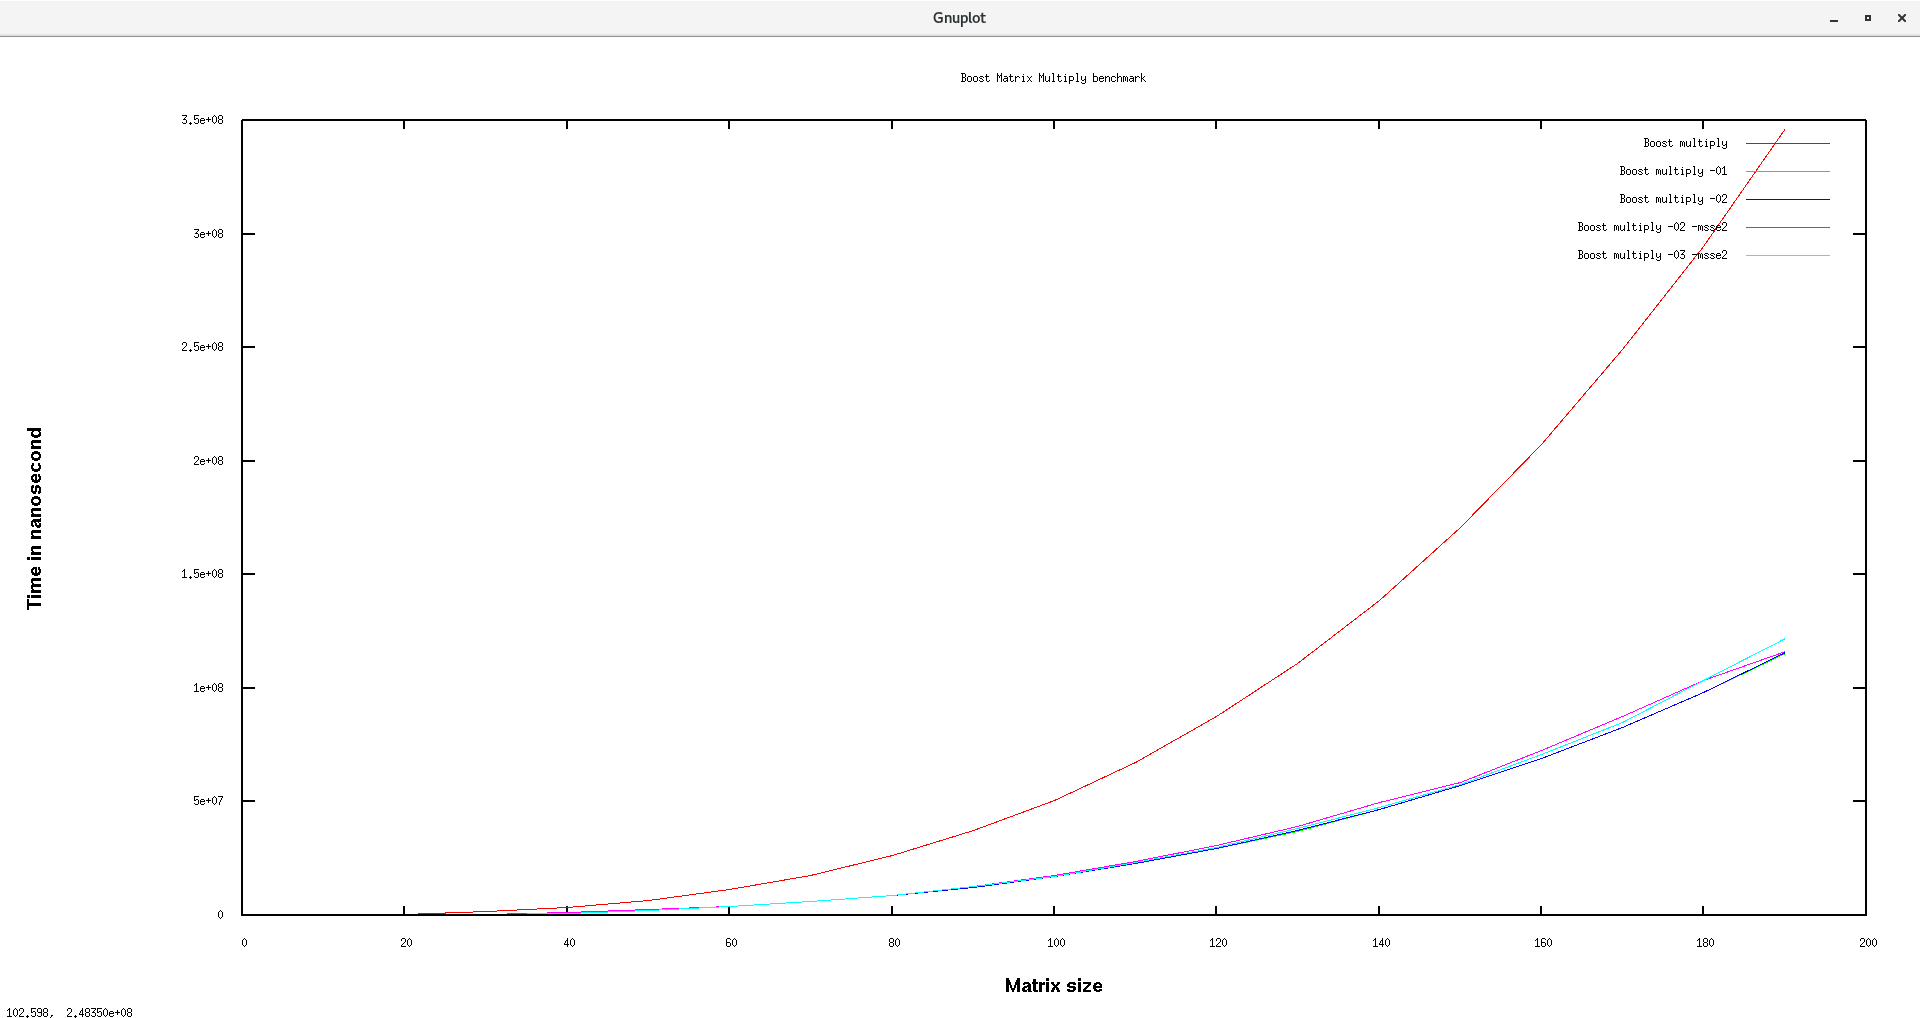 Gnuplot
Boost Matrix Multiply benchmark
3.5e+08
3e+08
2.5e+08
2e+08
1.5e+08
1e+08
5e+07
0
Boost multiply
Boost multiply -O1
Boost multiply -O2
Boost multiply -O2 -msse2
Boost multiply -O3 -msse2
Time in nanosecond
0 20 40 60 80 100 120 140 160 180 200
Matrix size
102.598, 2.48350e+08